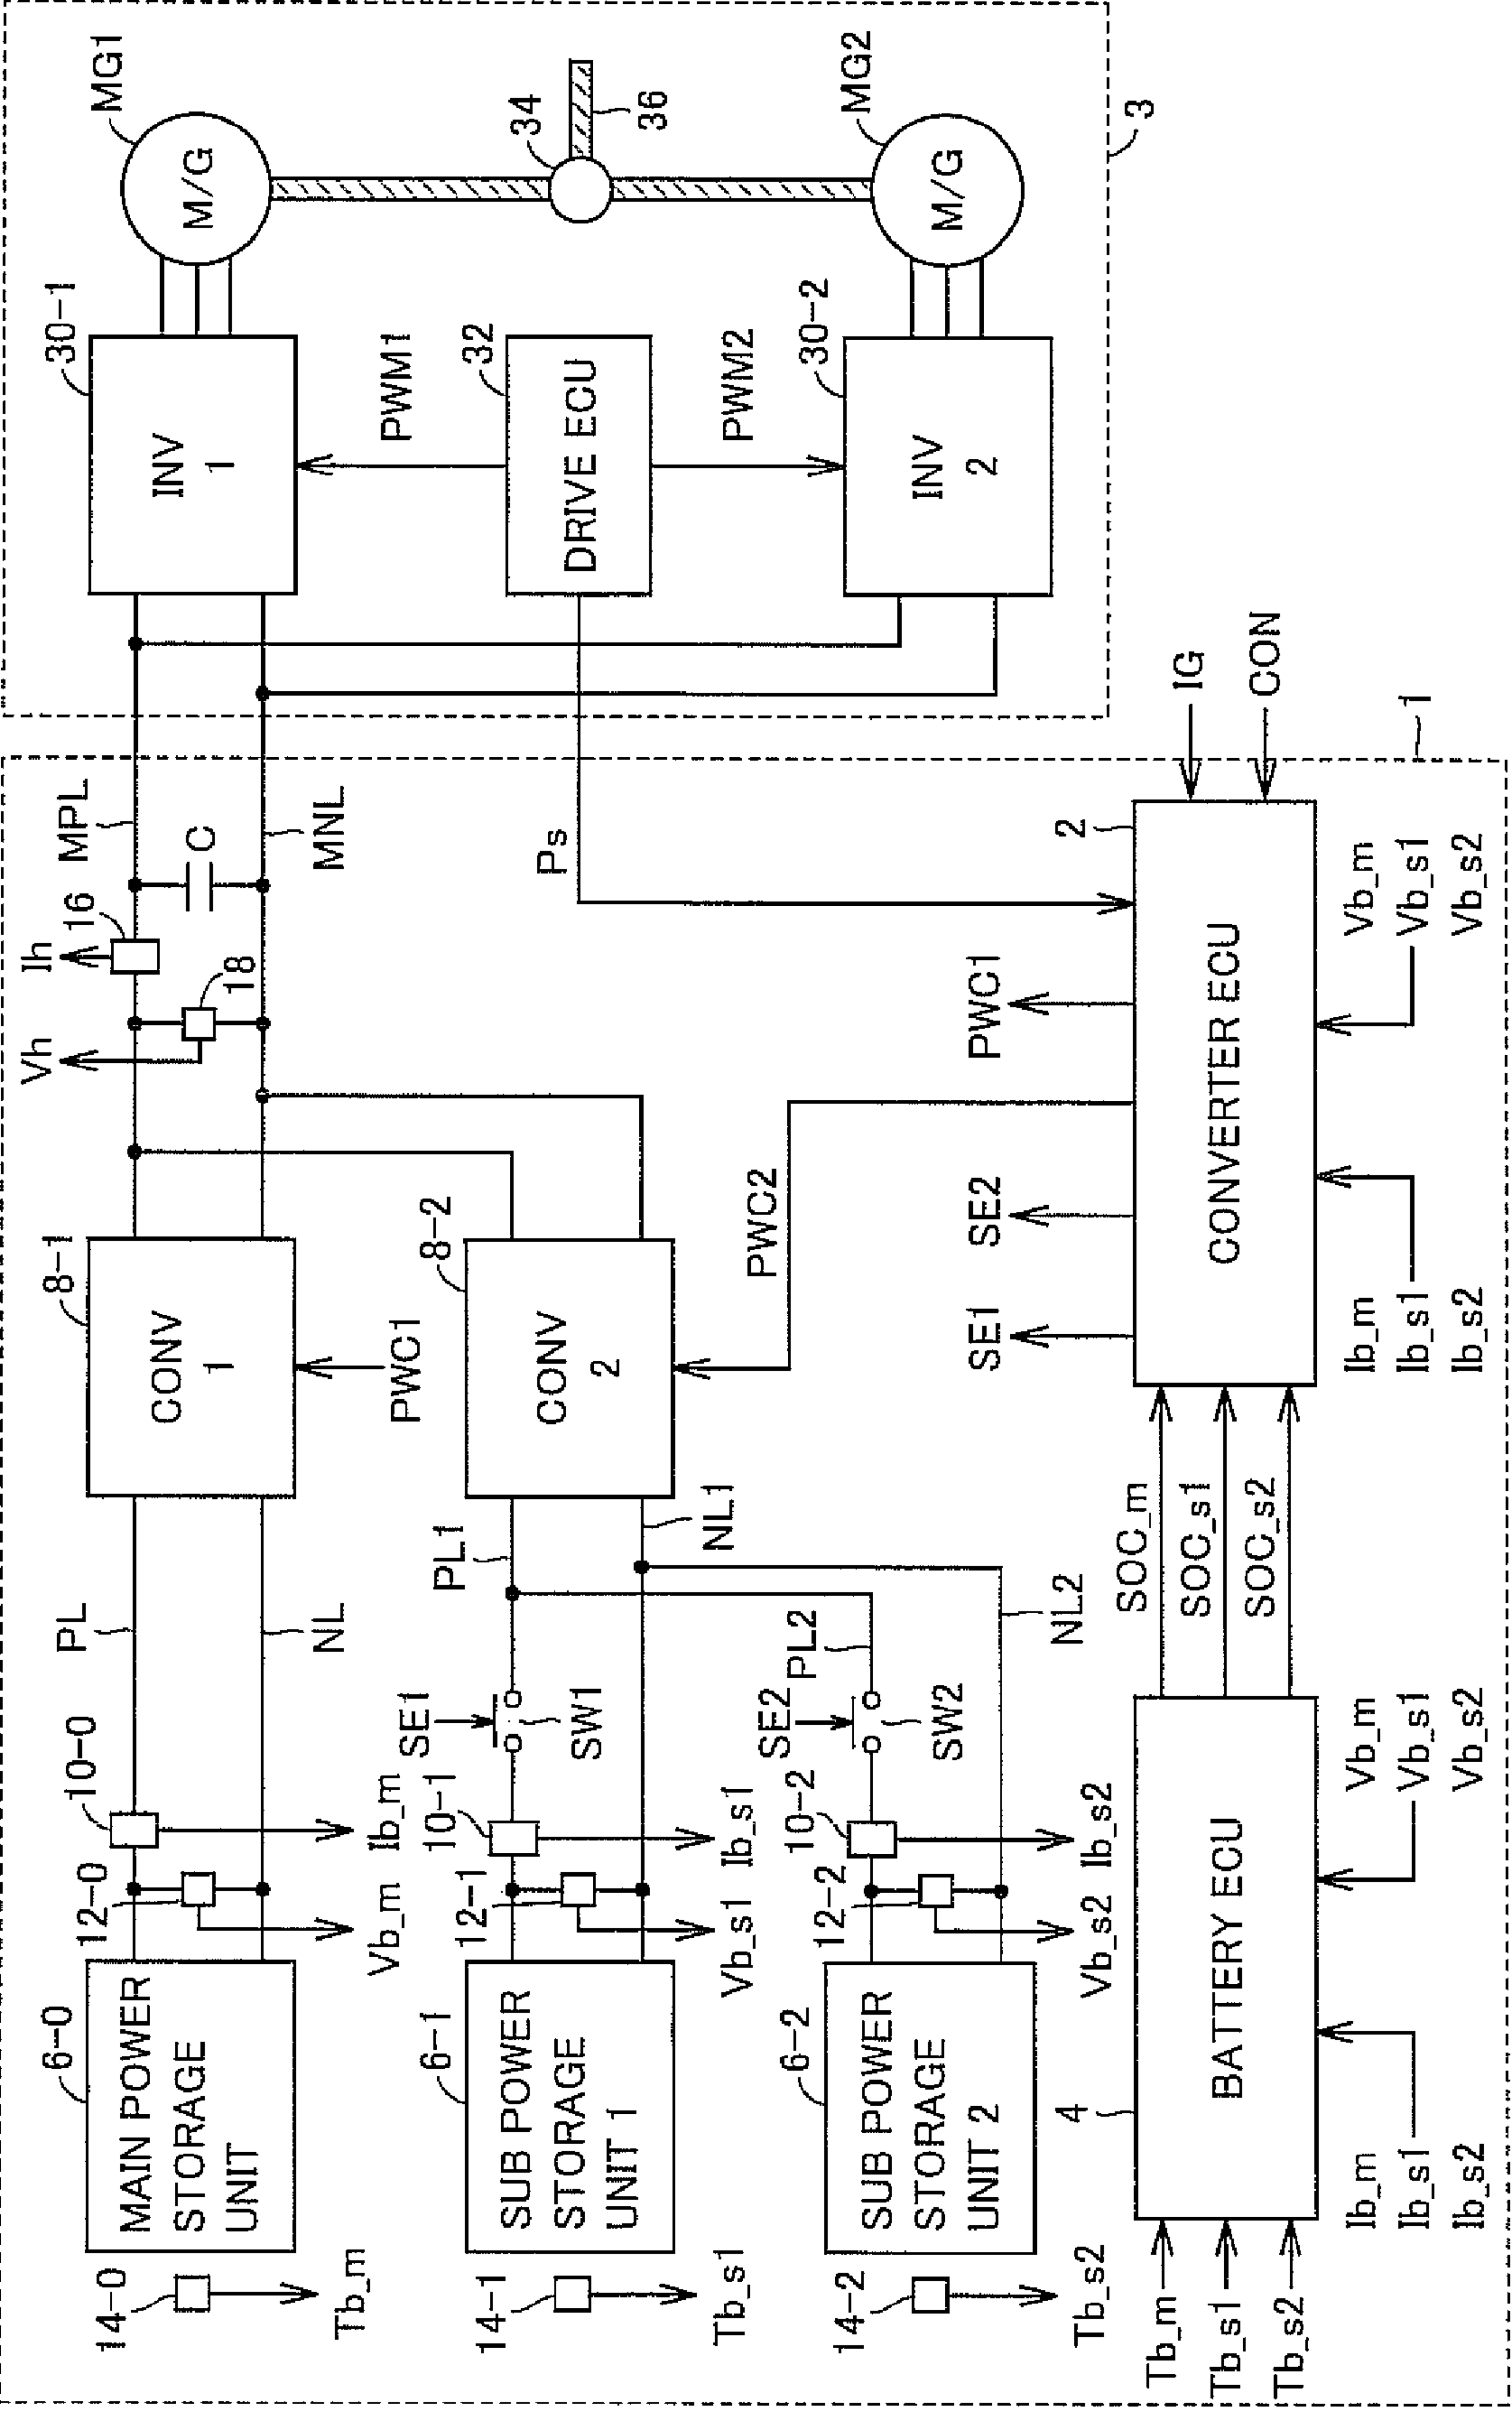 14-0
Tb_m
6-0
MAIN POWER
STORAGE
UNIT
12-0
Vb_m
10-0
Ib_m
PL
NL
8-1
CONV
1
PWC1
Vh
18
Ih
16
MPL
C
MNL
30-1
INV
1
MG1
M/G
14-1
Tb_s1
6-1
SUB POWER
STORAGE
UNIT 1
12-1
Vb_s1
10-1
Ib_s1
SE1
SW1
PL1
NL1
8-2
CONV
2
PWC2
Ps
PWM1
32
DRIVE ECU
PWM2
34
36
14-2
Tb_s2
6-2
SUB POWER
STORAGE
UNIT 2
12-2
Vb_s2
10-2
Ib_s2
SE2
SW2
PL2
NL2
30-2
INV
2
MG2
M/G
3
Tb_m
Tb_s1
Tb_s2
4
BATTERY ECU
Ib_m
Ib_s1
Ib_s2
Vb_m
Vb_s1
Vb_s2
SOC_m
SOC_s1
SOC_s2
SE1
SE2
PWC1
2
CONVERTER ECU
Ib_m
Ib_s1
Ib_s2
Vb_m
Vb_s1
Vb_s2
IG
CON
1